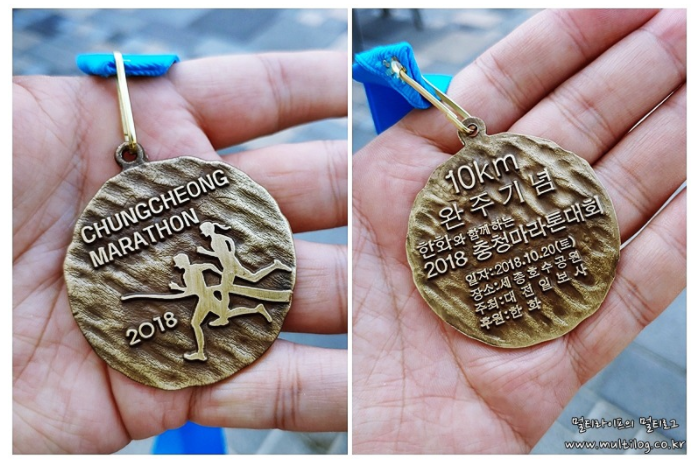 CHUNGCHEONG
MARATHON
2018
10km
완주기념
한화와 함께하는
2018 충청마라톤대회
일자:2018.10.20(토)
장소:세종호수공원
주최:대전일보사
후원:한화
멀티라이프의 멀티로그
www.multilog.co.kr